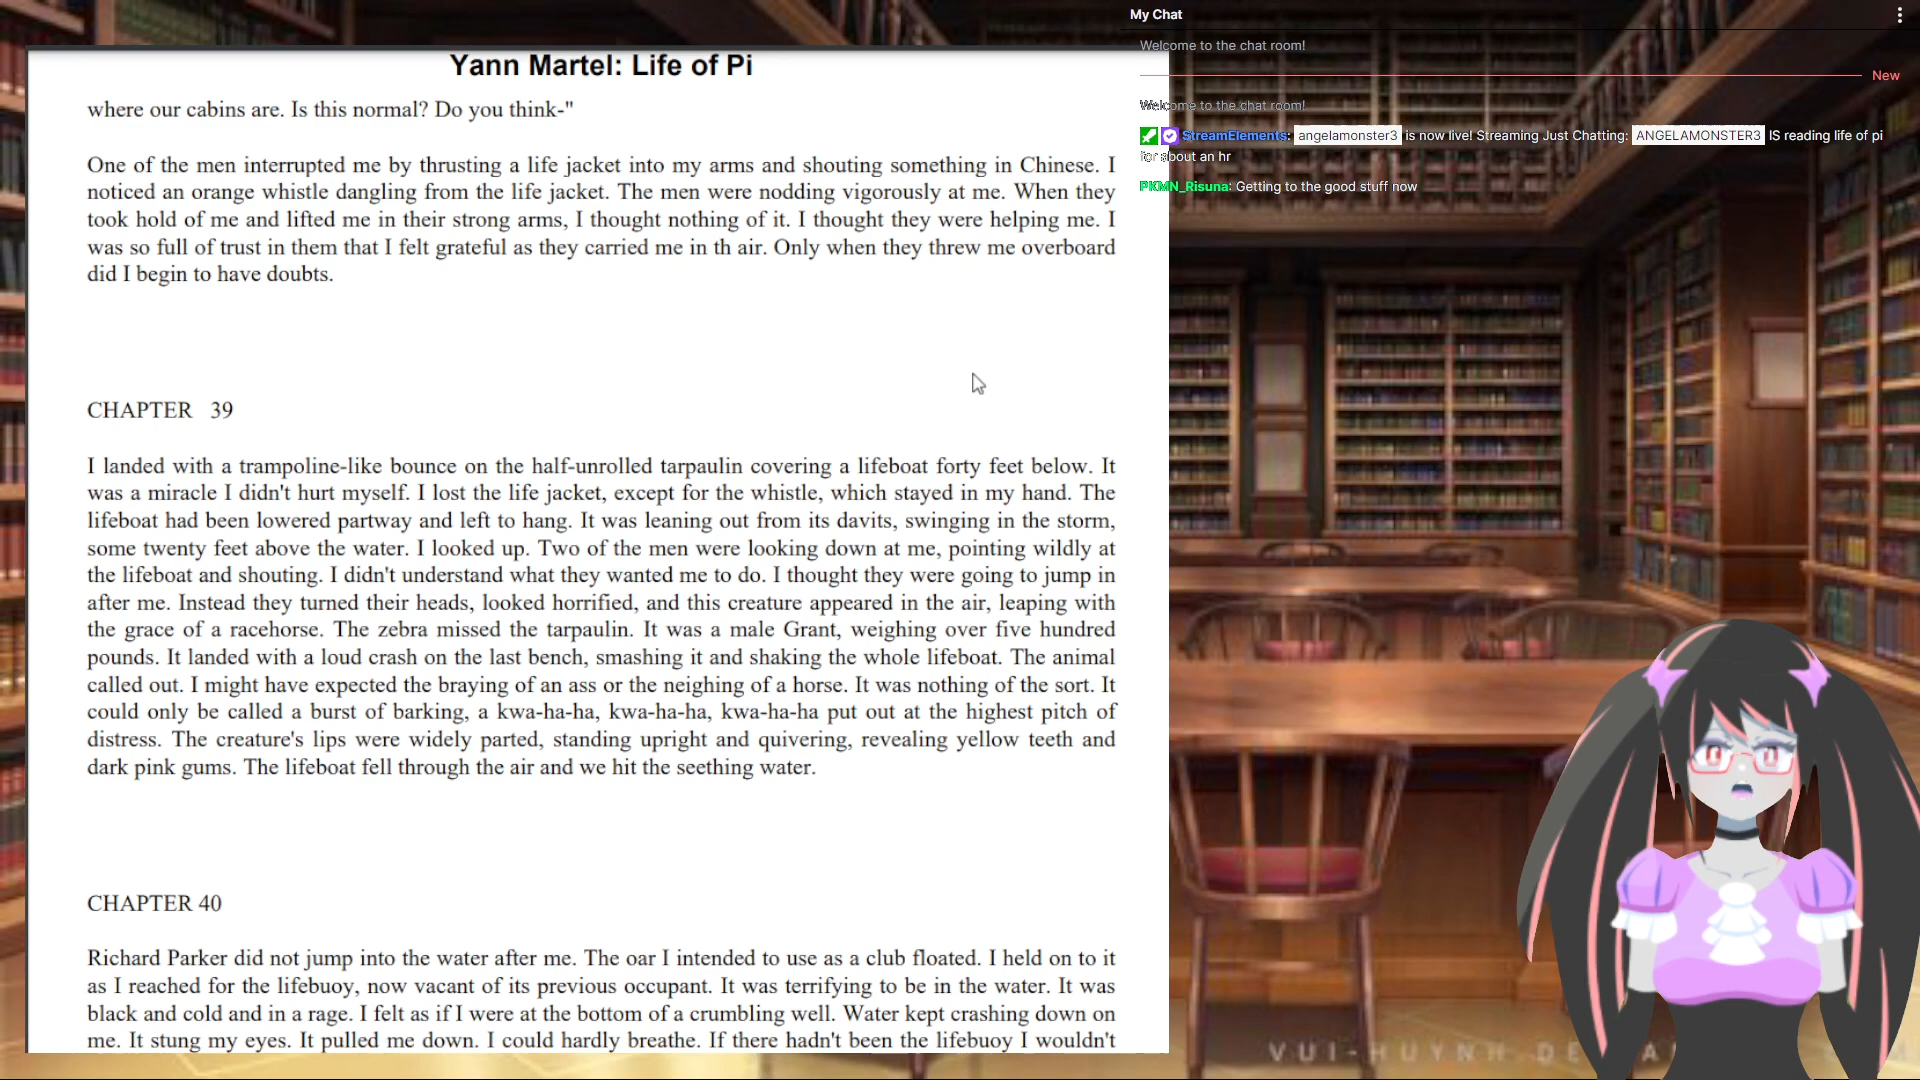 Yann Martel: Life of Pi
where our cabins are. Is this normal? Do you think-"
One of the men interrupted me by thrusting a life jacket into my arms and shouting something in Chinese. I
noticed an orange whistle dangling from the life jacket. The men were nodding vigorously at me. When they
took hold of me and lifted me in their strong arms, I thought nothing of it. I thought they were helping me. I
was so full of trust in them that I felt grateful as they carried me in th air. Only when they threw me overboard
did I begin to have doubts.
CHAPTER 39
I landed with a trampoline-like bounce on the half-unrolled tarpaulin covering a lifeboat forty feet below. It
was a miracle I didn't hurt myself. I lost the life jacket, except for the whistle, which stayed in my hand. The
lifeboat had been lowered partway and left to hang. It was leaning out from its davits, swinging in the storm,
some twenty feet above the water. I looked up. Two of the men were looking down at me, pointing wildly at
the lifeboat and shouting. I didn't understand what they wanted me to do. I thought they were going to jump in
after me. Instead they turned their heads, looked horrified, and this creature appeared in the air, leaping with
the grace of a racehorse. The zebra missed the tarpaulin. It was a male Grant, weighing over five hundred
pounds. It landed with a loud crash on the last bench, smashing it and shaking the whole lifeboat. The animal
called out. I might have expected the braying of an ass or the neighing of a horse. It was nothing of the sort. It
could only be called a burst of barking, a kwa-ha-ha, kwa-ha-ha, kwa-ha-ha put out at the highest pitch of
distress. The creature's lips were widely parted, standing upright and quivering, revealing yellow teeth and
dark pink gums. The lifeboat fell through the air and we hit the seething water.
CHAPTER 40
Richard Parker did not jump into the water after me. The oar I intended to use as a club floated. I held on to it
as I reached for the lifebuoy, now vacant of its previous occupant. It was terrifying to be in the water. It was
black and cold and in a rage. I felt as if I were at the bottom of a crumbling well. Water kept crashing down on
me. It stung my eyes. It pulled me down. I could hardly breathe. If there hadn't been the lifebuoy I wouldn't
My Chat
Welcome to the chat room!
New
Welcome to the chat room!
StreamElements: angelamonster3 is now live! Streaming Just Chatting: ANGELAMONSTER3 IS reading life of pi
for about an hr
PKMN_Risuna: Getting to the good stuff now
VUI-HUYNH DE